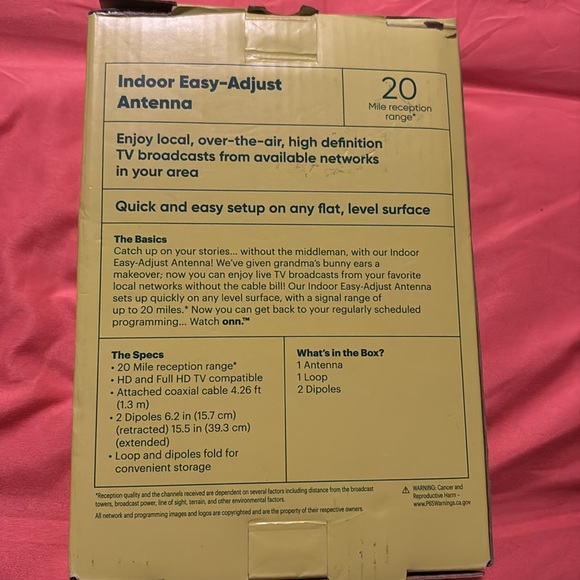 Indoor Easy-Adjust
Antenna
20
Mile reception
range*
Enjoy local, over-the-air, high definition
TV broadcasts from available networks
in your area
Quick and easy setup on any flat, level surface
The Basics
Catch up on your stories... without the middleman, with our Indoor
Easy-Adjust Antenna! We've given grandma's bunny ears a
makeover; now you can enjoy live TV broadcasts from your favorite
local networks without the cable bill! Our Indoor Easy-Adjust Antenna
sets up quickly on any level surface, with a signal range of
up to 20 miles.* Now you can get back to your regularly scheduled
programming... Watch onn.™
The Specs
• 20 Mile reception range*
• HD and Full HD TV compatible
• Attached coaxial cable 4.26 ft
(1.3 m)
• 2 Dipoles 6.2 in (15.7 cm)
(retracted) 15.5 in (39.3 cm)
(extended)
• Loop and dipoles fold for
convenient storage
What's in the Box?
1 Antenna
1 Loop
2 Dipoles
*Reception quality and the channels received are dependent on several factors including distance from the broadcast
towers, broadcast power, line of sight, terrain, and other environmental factors.
All network and programming images and logos are copyrighted and are the property of their respective owners.
⚠ WARNING: Cancer and
Reproductive Harm –
www.P65Warnings.ca.gov